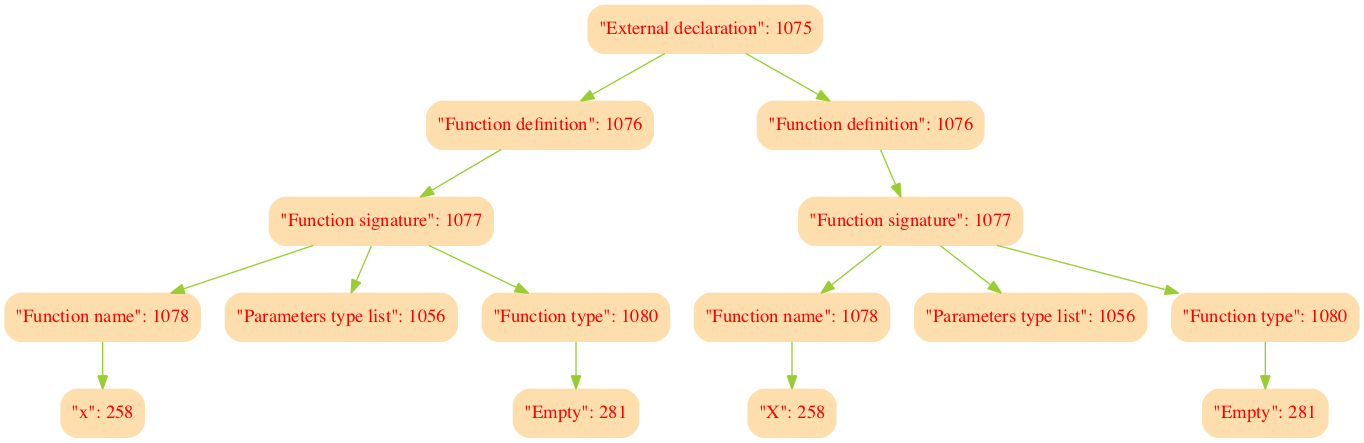 "External declaration": 1075
"Function definition": 1076
"Function definition": 1076
"Function signature": 1077
"Function signature": 1077
"Function name": 1078
"Parameters type list": 1056
"Function type": 1080
"Function name": 1078
"Parameters type list": 1056
"Function type": 1080
"x": 258
"Empty": 281
"X": 258
"Empty": 281